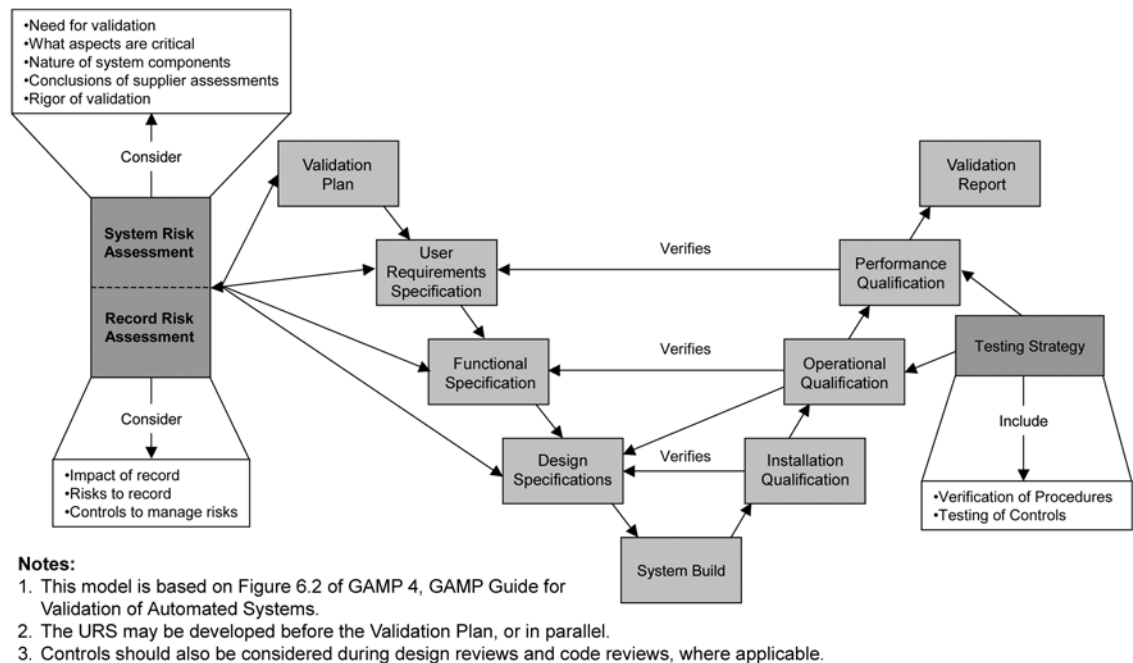 •Need for validation
•What aspects are critical
•Nature of system components
•Conclusions of supplier assessments
•Rigor of validation
Consider
System Risk
Assessment
Record Risk
Assessment
Consider
•Impact of record
•Risks to record
•Controls to manage risks
Validation
Plan
User
Requirements
Specification
Functional
Specification
Design
Specifications
System Build
Verifies
Verifies
Verifies
Installation
Qualification
Operational
Qualification
Performance
Qualification
Validation
Report
Testing Strategy
Include
•Verification of Procedures
•Testing of Controls
Notes:
1. This model is based on Figure 6.2 of GAMP 4, GAMP Guide for
Validation of Automated Systems.
2. The URS may be developed before the Validation Plan, or in parallel.
3. Controls should also be considered during design reviews and code reviews, where applicable.